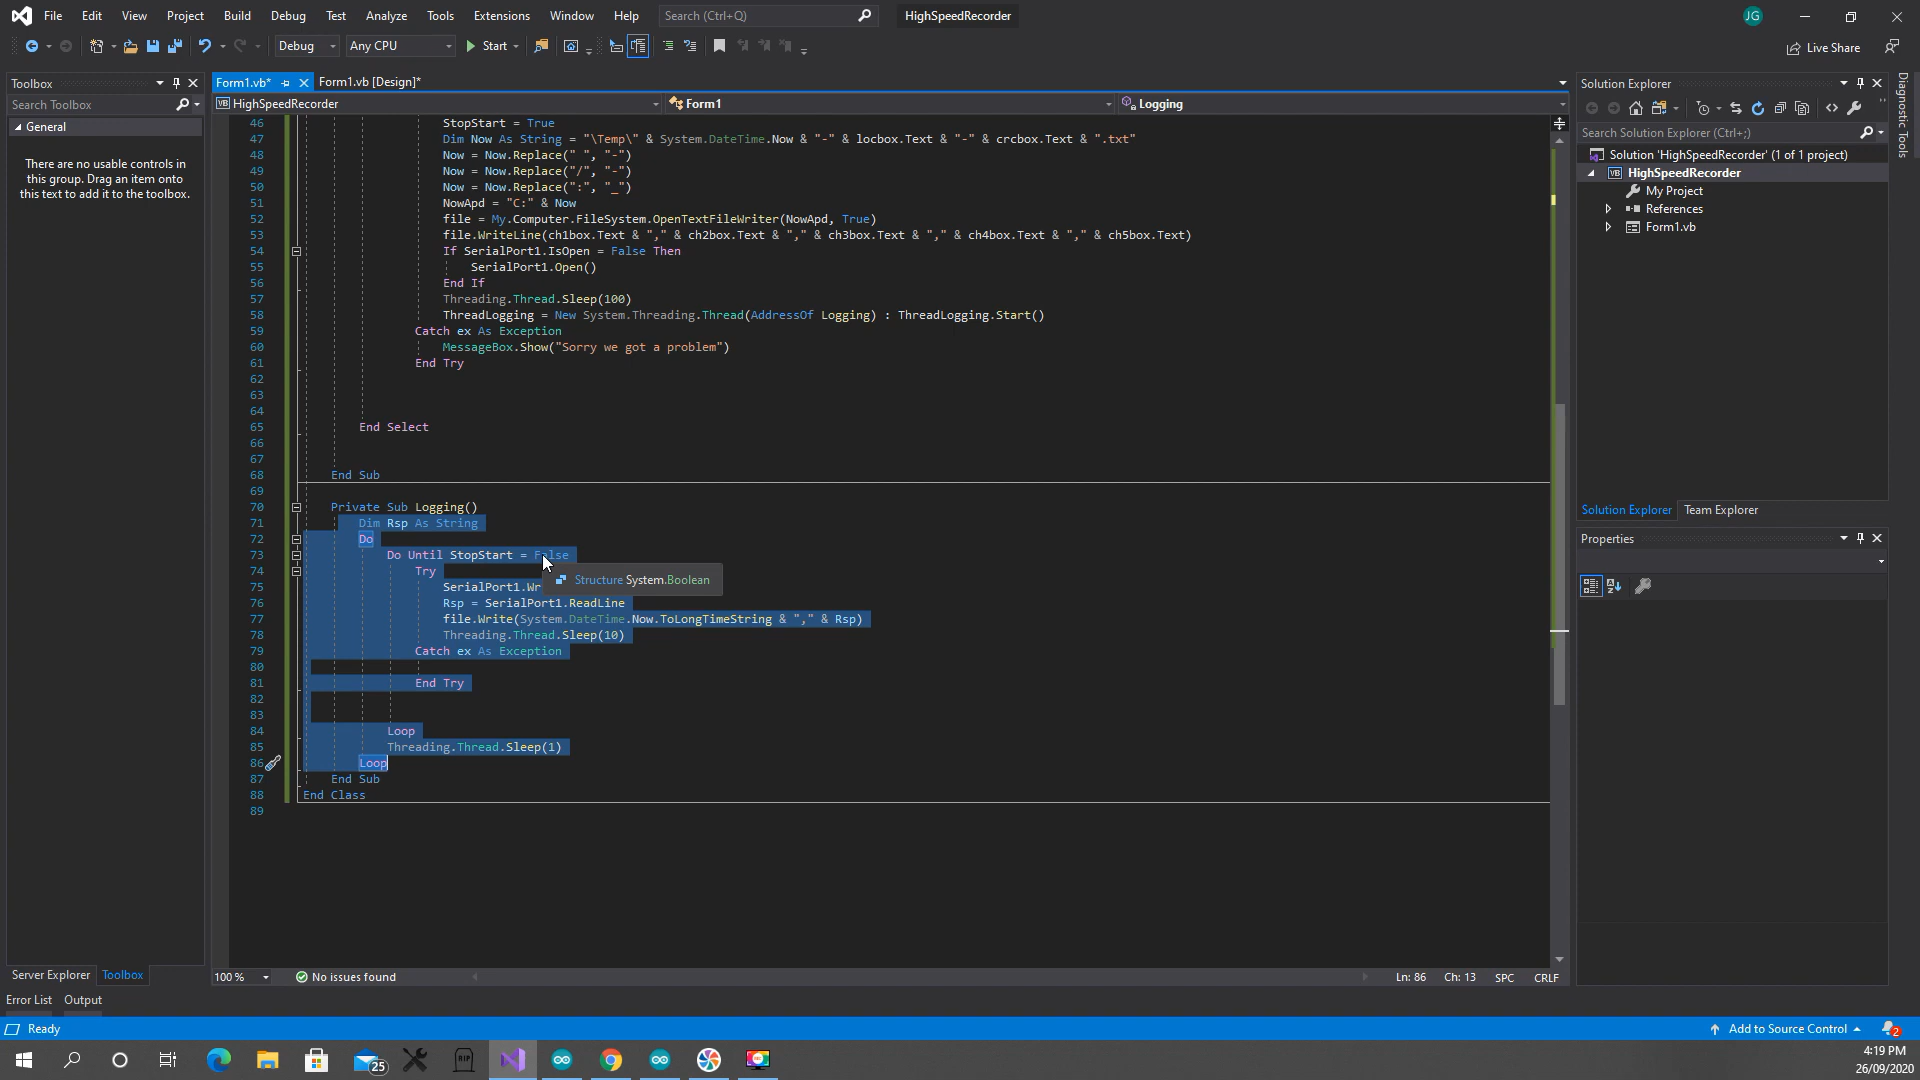 File Edit View Project Build Debug Test Analyze Tools Extensions Window Help Search (Ctrl+Q) HighSpeedRecorder JG
Debug Any CPU Start Live Share
Toolbox
Search Toolbox
General
There are no usable controls in
this group. Drag an item onto
this text to add it to the toolbox.
Server Explorer Toolbox
Error List Output
Form1.vb* Form1.vb [Design]*
VB HighSpeedRecorder Form1 Logging
46 StopStart = True
47 Dim Now As String = "\Temp\" & System.DateTime.Now & "-" & locbox.Text & "-" & crcbox.Text & ".txt"
48 Now = Now.Replace(" ", "-")
49 Now = Now.Replace("/", "-")
50 Now = Now.Replace(":", "_")
51 NowApd = "C:" & Now
52 file = My.Computer.FileSystem.OpenTextFileWriter(NowApd, True)
53 file.WriteLine(ch1box.Text & "," & ch2box.Text & "," & ch3box.Text & "," & ch4box.Text & "," & ch5box.Text)
54 If SerialPort1.IsOpen = False Then
55 SerialPort1.Open()
56 End If
57 Threading.Thread.Sleep(100)
58 ThreadLogging = New System.Threading.Thread(AddressOf Logging) : ThreadLogging.Start()
59 Catch ex As Exception
60 MessageBox.Show("Sorry we got a problem")
61 End Try
62
63
64
65 End Select
66
67
68 End Sub
69
70 Private Sub Logging()
71 Dim Rsp As String
72 Do
73 Do Until StopStart = False
74 Try
Structure System.Boolean
75 SerialPort1.Wr
76 Rsp = SerialPort1.ReadLine
77 file.Write(System.DateTime.Now.ToLongTimeString & "," & Rsp)
78 Threading.Thread.Sleep(10)
79 Catch ex As Exception
80
81 End Try
82
83
84 Loop
85 Threading.Thread.Sleep(1)
86 Loop
87 End Sub
88 End Class
89
100 % No issues found Ln: 86 Ch: 13 SPC CRLF
Solution Explorer
Search Solution Explorer (Ctrl+;)
Solution 'HighSpeedRecorder' (1 of 1 project)
VB HighSpeedRecorder
My Project
References
Form1.vb
Solution Explorer Team Explorer
Properties
Diagnostic Tools
Ready Add to Source Control 2
25
RIP
4:19 PM
26/09/2020